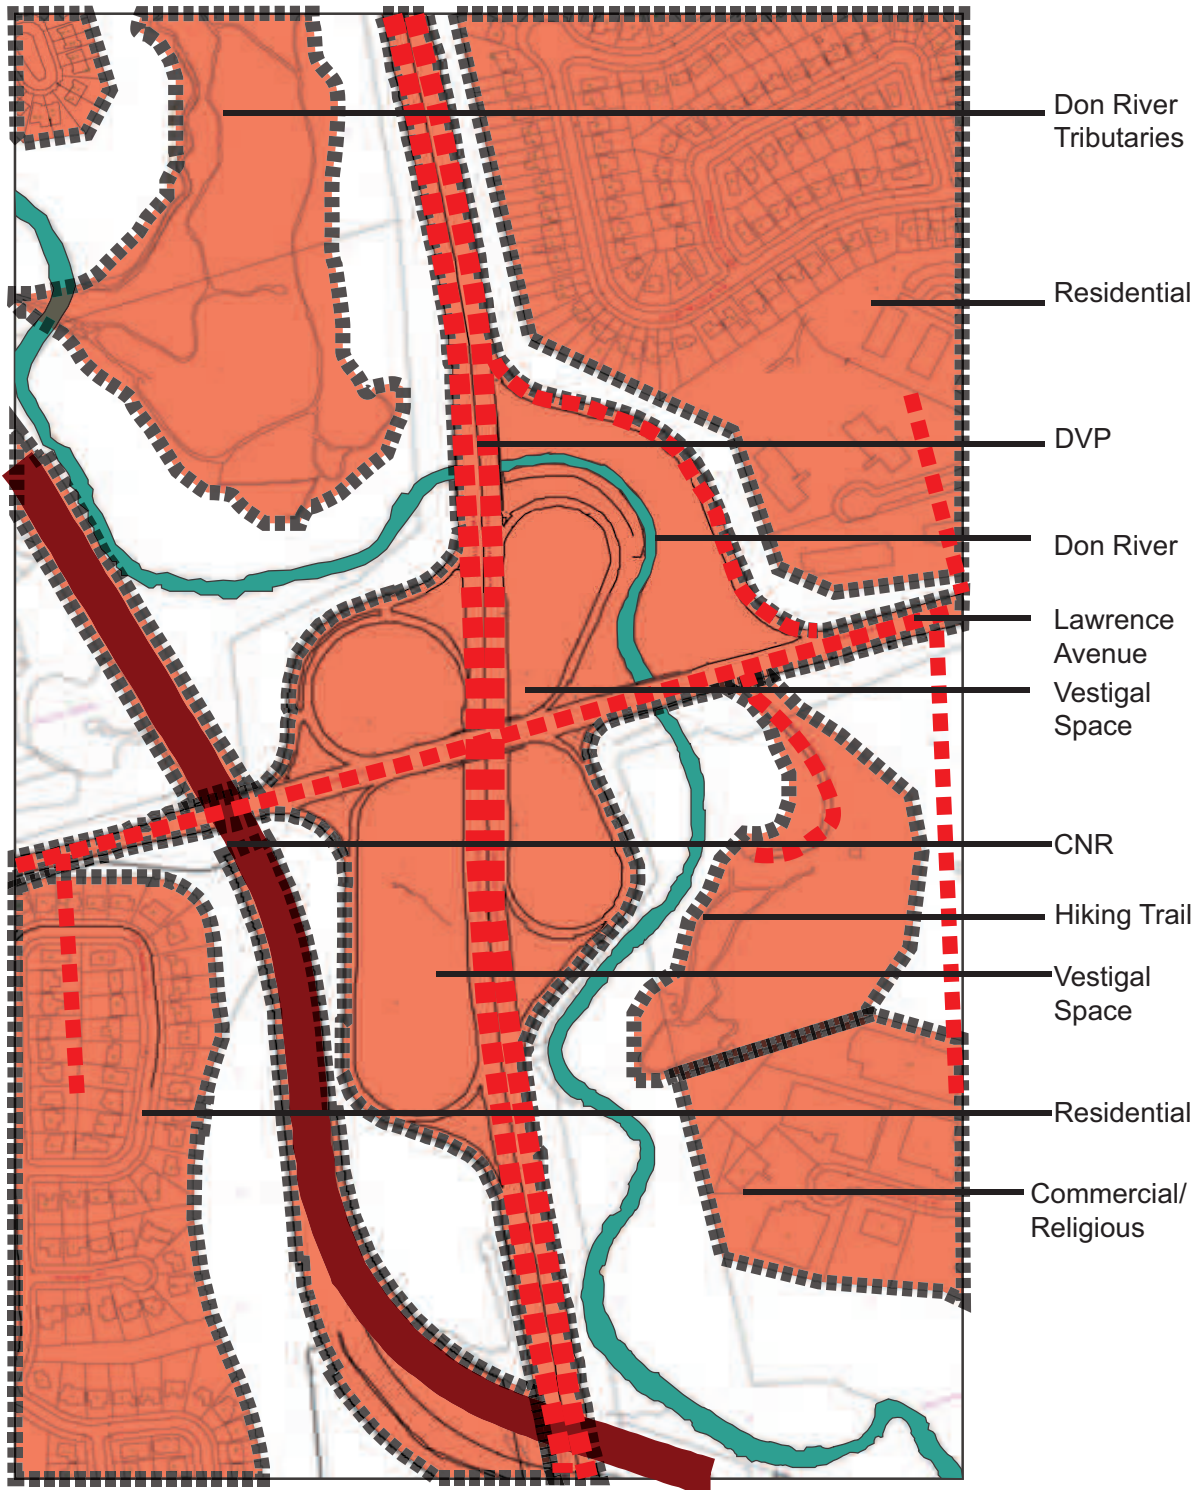 Don River
Tributaries
Residential
DVP
Don River
Lawrence
Avenue
Vestigal
Space
CNR
Hiking Trail
Vestigal
Space
Residential
Commercial/
Religious